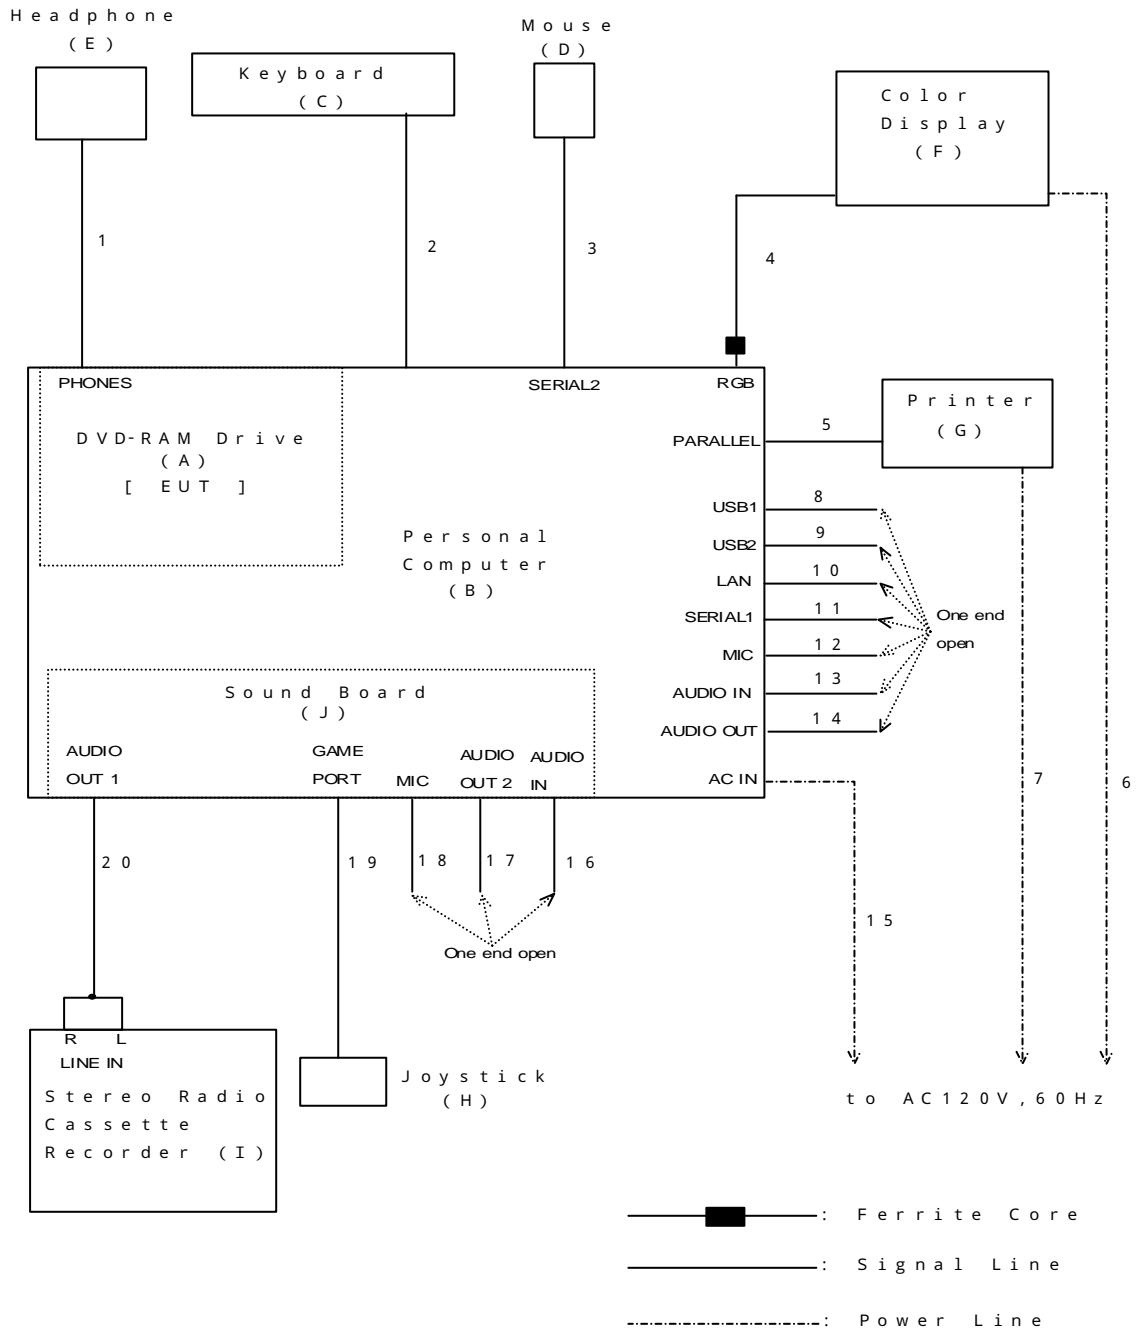 Headphone
(E)
Mouse
(D)
Keyboard
(C)
Color
Display
(F)
1
2
3
4
PHONES
SERIAL2
RGB
DVD-RAM Drive
(A)
[ EUT ]
Printer
(G)
PARALLEL
5
Personal
Computer
(B)
USB1
8
USB2
9
LAN
10
SERIAL1
11
MIC
12
AUDIO IN
13
AUDIO OUT
14
One end
open
AC IN
Sound Board
(J)
AUDIO
OUT 1
GAME
PORT
MIC
AUDIO
OUT 2
AUDIO
IN
7
6
20
19
18
17
16
15
One end open
R L
LINE IN
Stereo Radio
Cassette
Recorder (I)
Joystick
(H)
to AC120V,60Hz
: Ferrite Core
: Signal Line
: Power Line